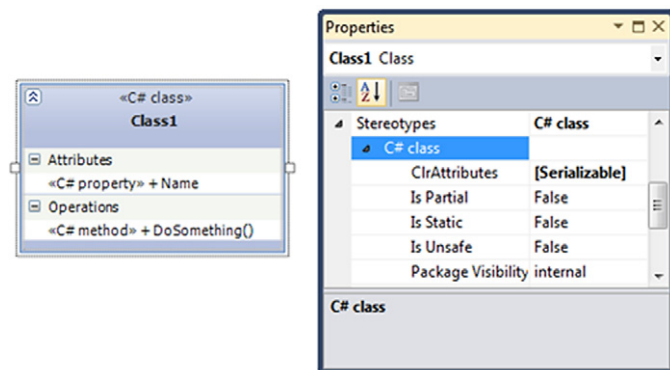 «C# class»
Class1
Attributes
«C# property» + Name
Operations
«C# method» + DoSomething()
Properties
Class1 Class
A
Z
Stereotypes C# class
C# class
ClrAttributes [Serializable]
Is Partial False
Is Static False
Is Unsafe False
Package Visibility internal
C# class